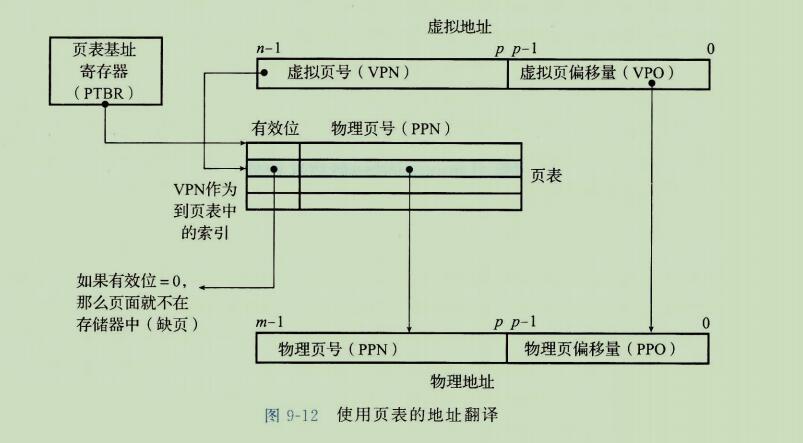 虚拟地址
页表基址
寄存器
（PTBR）
n-1 p p-1 0
虚拟页号（VPN） 虚拟页偏移量（VPO）
有效位 物理页号（PPN）
页表
VPN作为
到页表中
的索引
如果有效位=0，
那么页面就不在
存储器中（缺页）
m-1 p p-1 0
物理页号（PPN） 物理页偏移量（PPO）
物理地址
图 9-12 使用页表的地址翻译